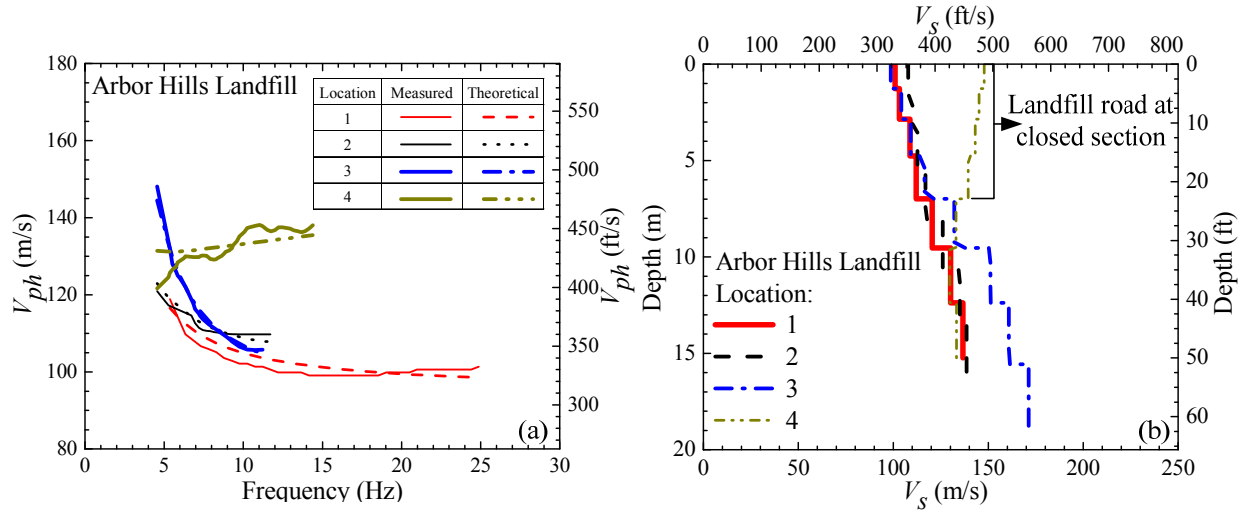 Arbor Hills Landfill
Location Measured Theoretical
1
2
3
4
180
160
140
120
100
80
V_ph (m/s)
0 5 10 15 20 25 30
Frequency (Hz)
550
500
450
400
350
300
V_ph (ft/s)
(a)
V_s (ft/s)
0 100 200 300 400 500 600 700 800
0
5
10
15
20
Depth (m)
Landfill road at
closed section
Arbor Hills Landfill
Location:
1
2
3
4
0
10
20
30
40
50
60
Depth (ft)
(b)
0 50 100 150 200 250
V_s (m/s)